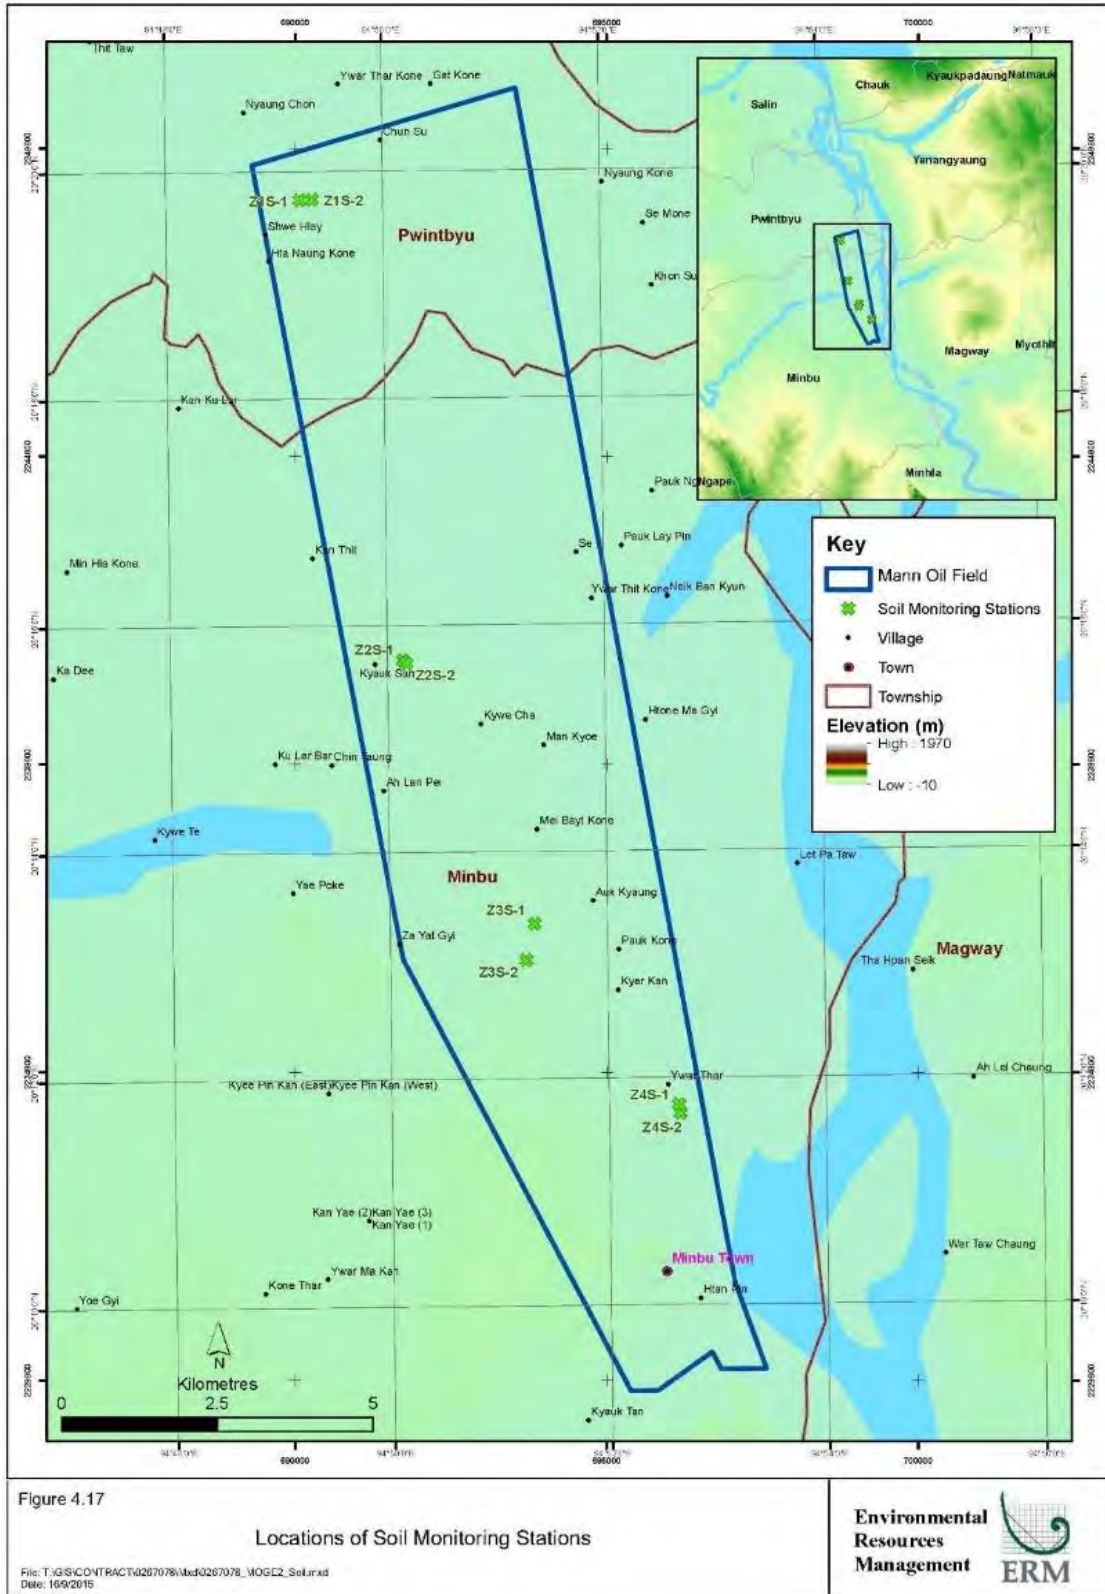 690000
695000
700000
Thit Taw
Ywar Thar Kone
Gat Kone
Nyaung Chon
Chun Su
Nyaung Kone
Z1S-1
Z1S-2
Se Mone
Shwe Hlay
Pwintbyu
Hta Naung Kone
Khon Su
Kan Ku Lar
Pauk Ng
Ngape
Se
Pauk Lay Pin
Kan Thit
Min Hla Kone
Ywar Thit Kone
Neik Ban Kyun
Z2S-1
Kyauk San
Z2S-2
Ka Dee
Kywe Cha
Htone Ma Gyi
Man Kyoe
Ku Lar Bar
Chin Taung
Ah Lan Pei
Mei Bayt Kone
Kywe Te
Let Pa Taw
Minbu
Yae Poke
Auk Kyaung
Z3S-1
Za Yat Gyi
Pauk Kone
Magway
Z3S-2
Tha Hpan Seik
Kyar Kan
Ywar Thar
Ah Lel Chaung
Kyee Pin Kan (East)
Kyee Pin Kan (West)
Z4S-1
Z4S-2
Kan Yae (2)
Kan Yae (3)
Kan Yae (1)
Minbu Town
Ywar Ma Kan
Kone Thar
Htan Pin
Yoe Gyi
Kyauk Tan
Chauk
Kyaukpadaung
Natmauk
Salin
Yenangyaung
Pwintbyu
Magway
Myothit
Minbu
Minhla
Key
Mann Oil Field
Soil Monitoring Stations
Village
Town
Township
Elevation (m)
High : 1970
Low : -10
N
Kilometres
0
2.5
5
690000
695000
700000
Figure 4.17
Locations of Soil Monitoring Stations
Date: 16/9/2015
Environmental
Resources
Management
ERM